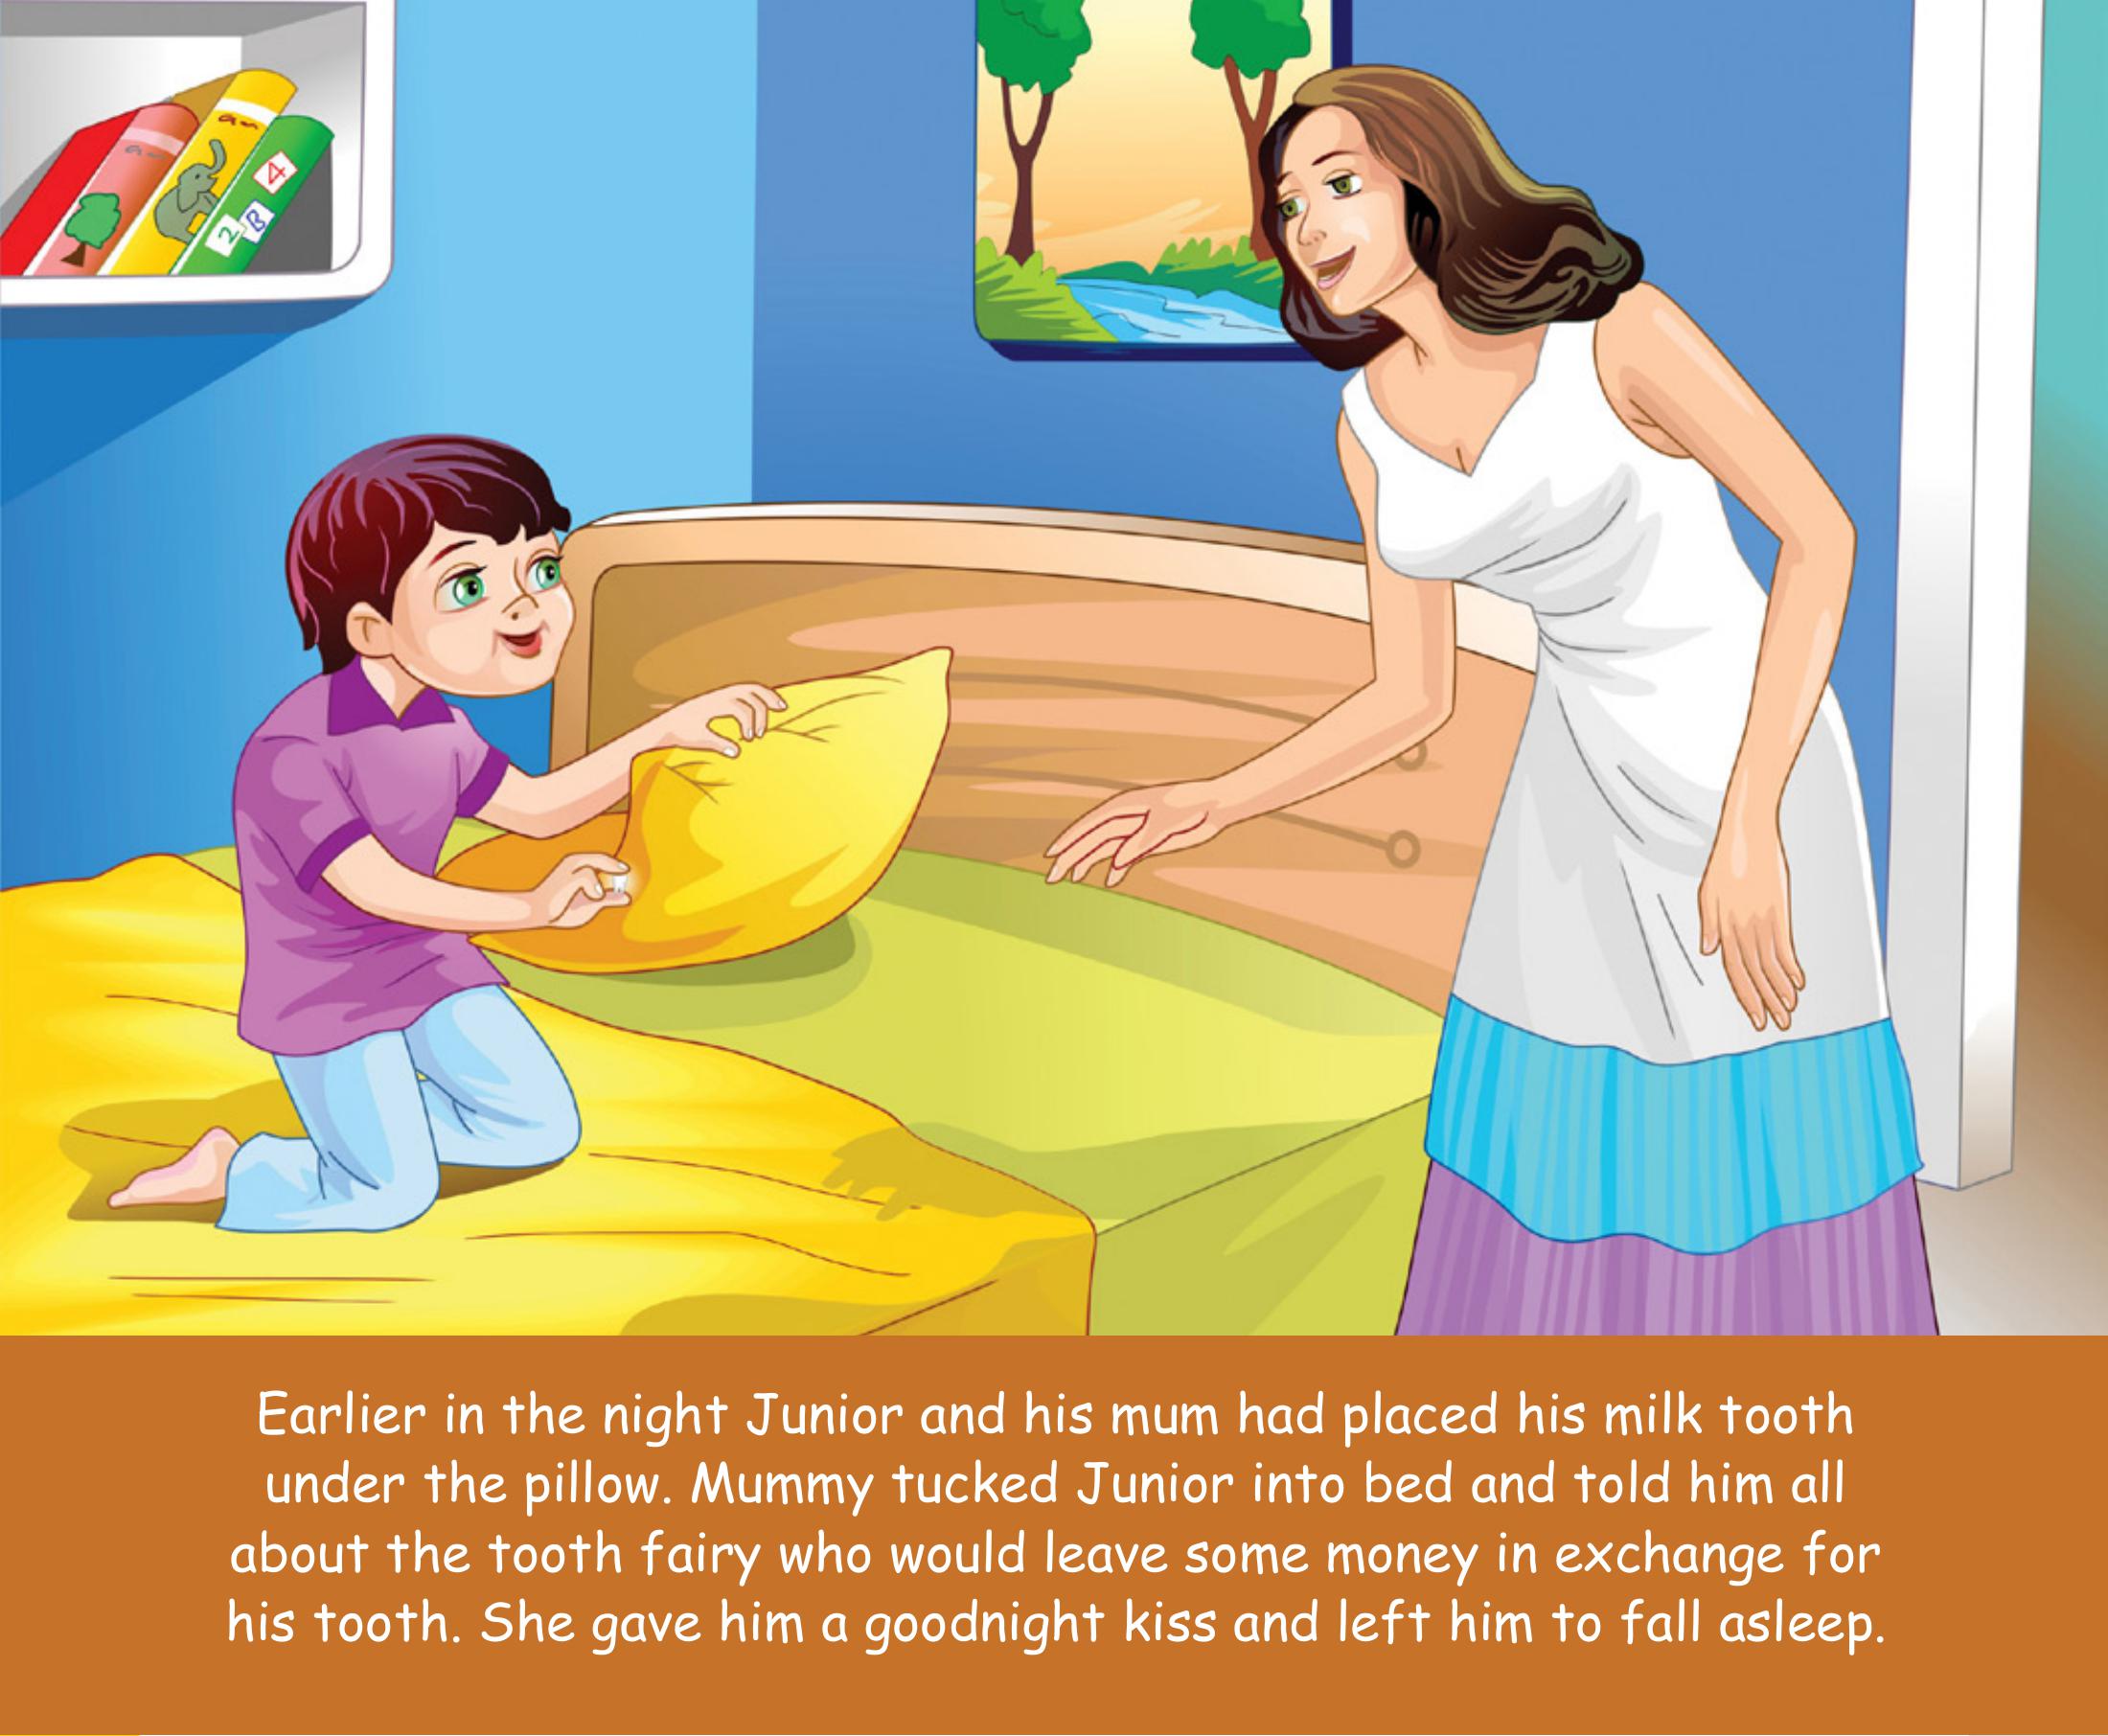 4
2 B
Earlier in the night Junior and his mum had placed his milk tooth
under the pillow. Mummy tucked Junior into bed and told him all
about the tooth fairy who would leave some money in exchange for
his tooth. She gave him a goodnight kiss and left him to fall asleep.